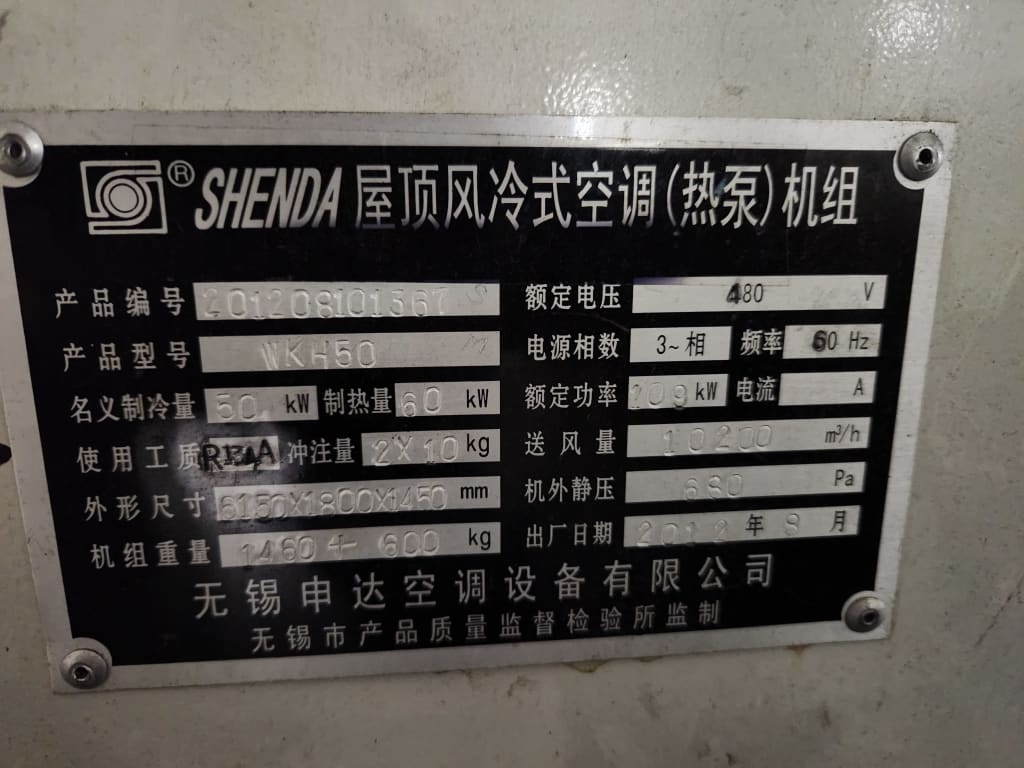 ® SHENDA 屋顶风冷式空调(热泵)机组
产品编号 201208101367
额定电压 480 V
产品型号 WKH50
电源相数 3~相 频率 60 Hz
名义制冷量 50 kW 制热量 60 kW
额定功率 109 kW 电流 A
使用工质 冲注量 2X10 kg
送风量 10200 m³/h
外形尺寸 6150X1800X1450 mm
机外静压 680 Pa
机组重量 1460+600 kg
出厂日期 2012 年 8 月
无锡申达空调设备有限公司
无锡市产品质量监督检验所监制